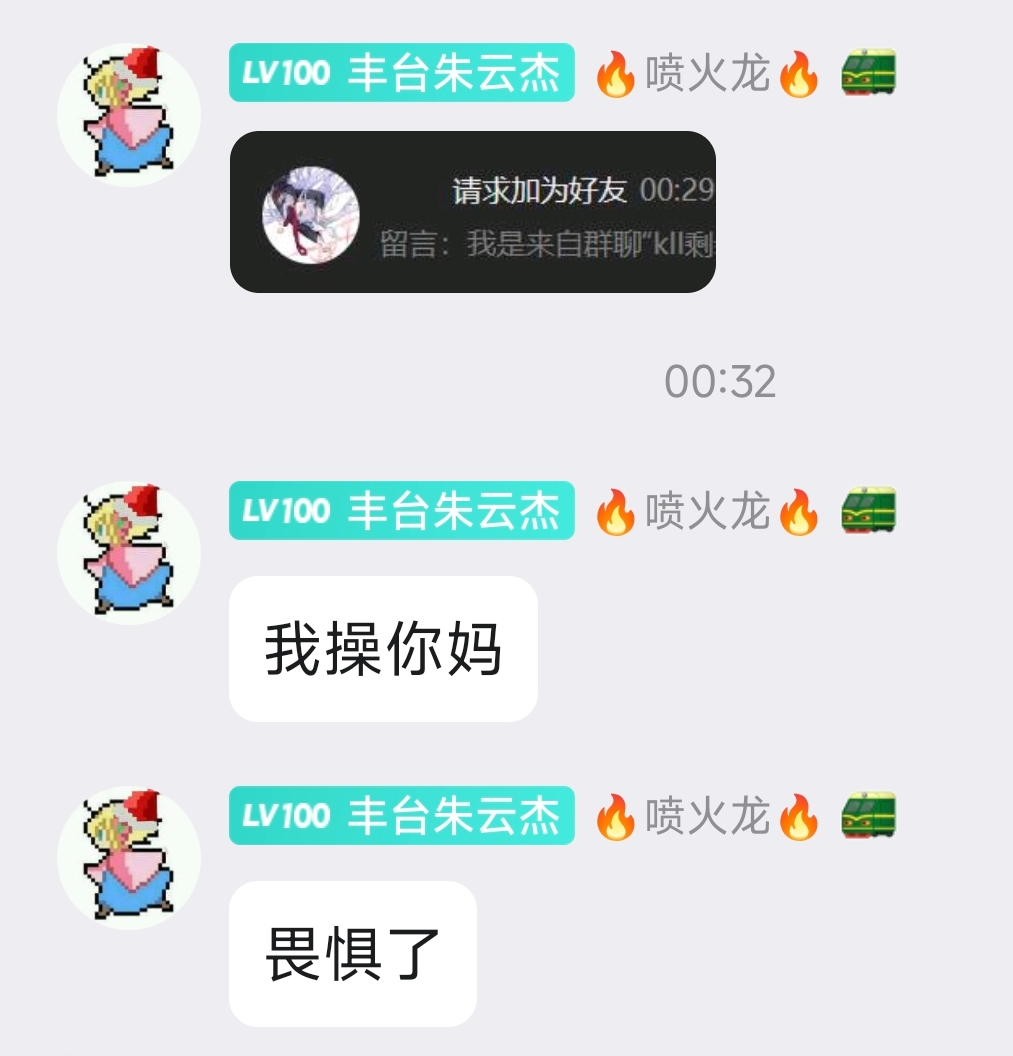 LV100 丰台朱云杰 🔥喷火龙🔥
请求加为好友 00:29
留言：我是来自群聊“kll剩
00:32
LV100 丰台朱云杰 🔥喷火龙🔥
我操你妈
LV100 丰台朱云杰 🔥喷火龙🔥
畏惧了